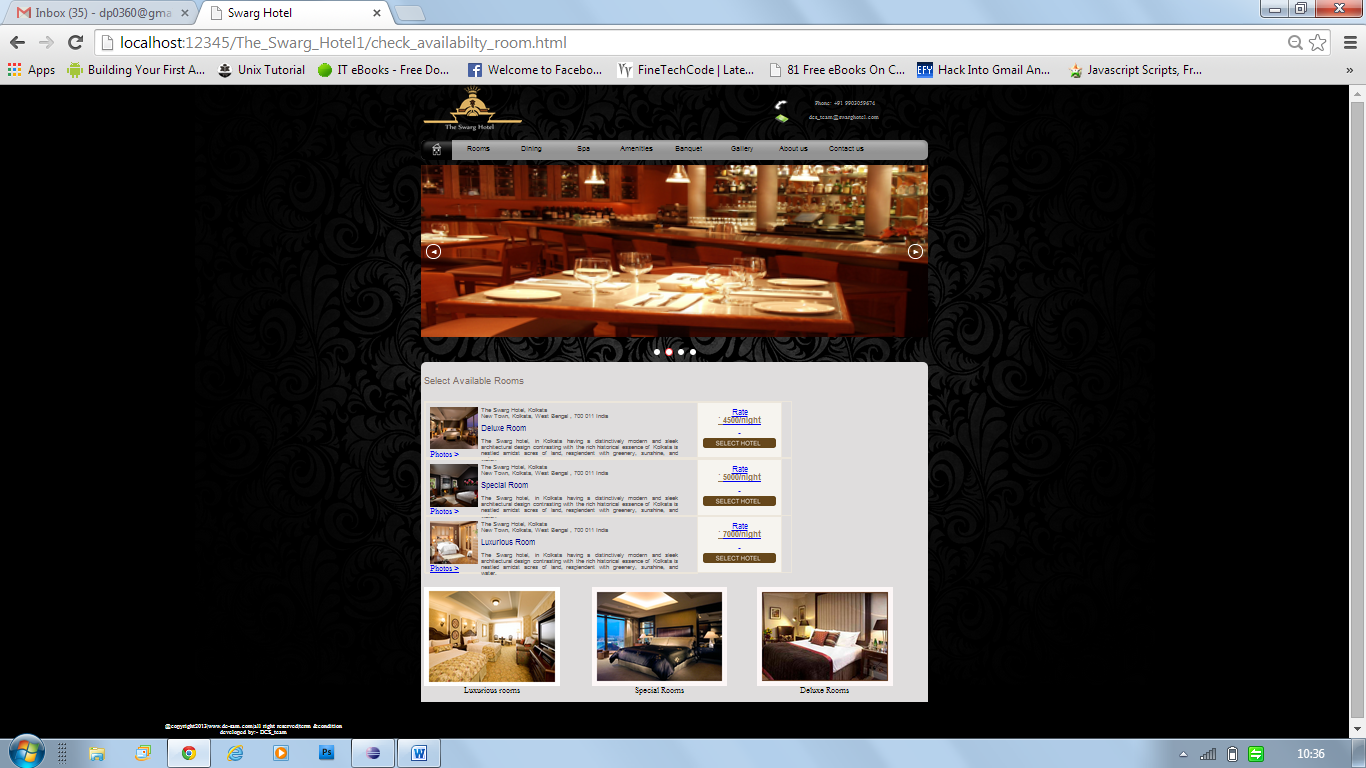 Inbox (35) - dp0360@gma
Swarg Hotel
localhost:12345/The_Swarg_Hotel1/check_availabilty_room.html
Apps
Building Your First A...
Unix Tutorial
IT eBooks - Free Do...
Welcome to Facebo...
FineTechCode | Late...
81 Free eBooks On C...
EFY
Hack Into Gmail An...
Javascript Scripts, Fr...
»
The Swarg Hotel
Phone: +91 9903059676
dcs_team@swarghotel.com
Rooms
Dining
Spa
Amenities
Banquet
Gallery
About us
Contact us
Select Available Rooms
The Swarg Hotel, Kolkata
New Town, Kolkata, West Bengal , 700 011 India
Deluxe Room
The Swarg hotel, in Kolkata having a distinctively modern and sleek
architectural design contrasting with the rich historical essence of Kolkata is
nestled amidst acres of land, resplendent with greenery, sunshine, and
Photos >
Rate
` 4500/night
SELECT HOTEL
The Swarg Hotel, Kolkata
New Town, Kolkata, West Bengal , 700 011 India
Special Room
The Swarg hotel, in Kolkata having a distinctively modern and sleek
architectural design contrasting with the rich historical essence of Kolkata is
nestled amidst acres of land, resplendent with greenery, sunshine, and
Photos >
Rate
` 5000/night
SELECT HOTEL
The Swarg Hotel, Kolkata
New Town, Kolkata, West Bengal , 700 011 India
Luxurious Room
The Swarg hotel, in Kolkata having a distinctively modern and sleek
architectural design contrasting with the rich historical essence of Kolkata is
nestled amidst acres of land, resplendent with greenery, sunshine, and
water.
Photos >
Rate
` 7000/night
SELECT HOTEL
Luxurious rooms
Special Rooms
Deluxe Rooms
@copyright2013|www.dc-sam.com|all right reserved|term &condition
developed by:- DCS_team
Ps
W
10:36